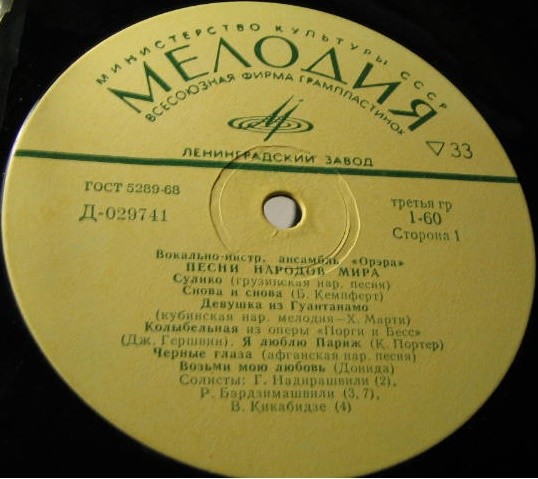 МИНИСТЕРСТВО КУЛЬТУРЫ СССР
МЕЛОДИЯ
ВСЕСОЮЗНАЯ ФИРМА ГРАМПЛАСТИНОК
ЛЕНИНГРАДСКИЙ ЗАВОД
▽ 33
ГОСТ 5289-68
Д-029741
третья гр
1-60
Сторона 1
Вокально-инстр. ансамбль «Орэра»
ПЕСНИ НАРОДОВ МИРА
Сулико (грузинская нар. песня)
Снова и снова (Б. Кемпферт)
Девушка из Гуантанамо
(кубинская нар. мелодия—Х. Марти)
Колыбельная из оперы «Порги и Бесс»
(Дж. Гершвин). Я люблю Париж (К. Портер)
Черные глаза (афганская нар. песня)
Возьми мою любовь (Донида)
Солисты: Г. Надирашвили (2),
Р. Бардзимашвили (3, 7),
В. Кикабидзе (4)